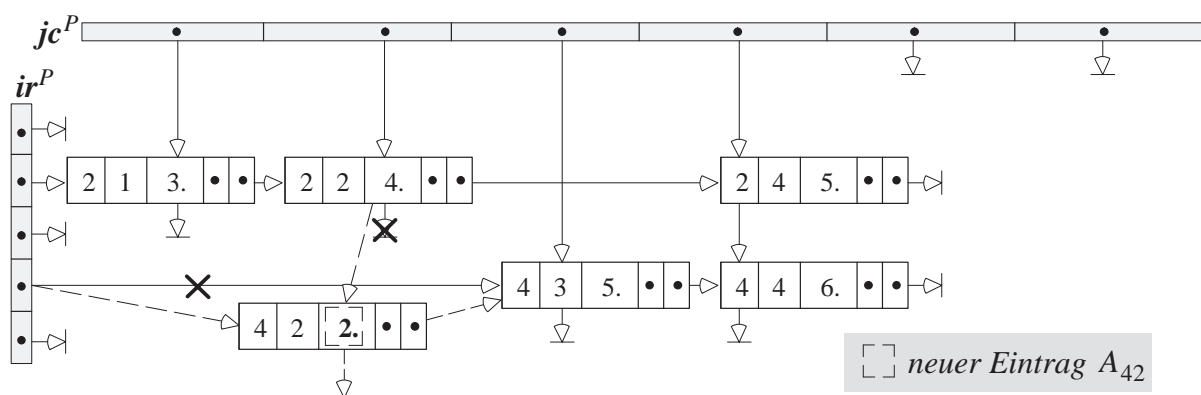 jc^P
ir^P
2 1 3. 2 2 4. 2 4 5.
4 3 5. 4 4 6.
4 2 2.
neuer Eintrag A_42